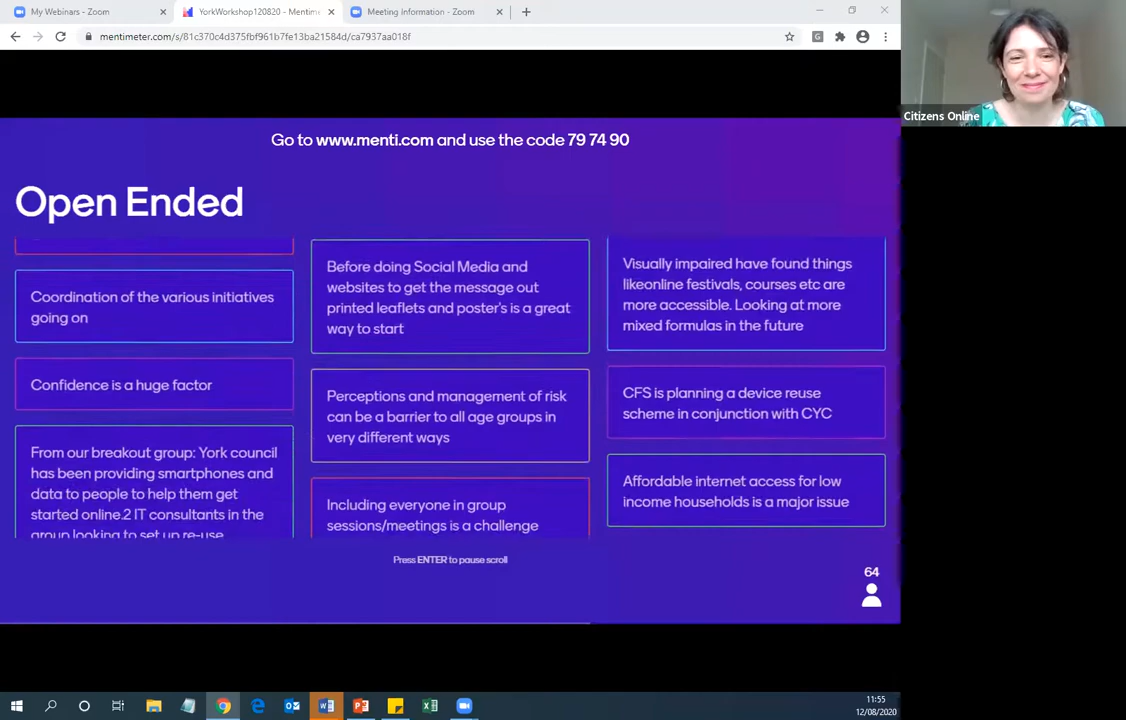 My Webinars - Zoom
YorkWorkshop120820 - Mentime
Meeting Information - Zoom
mentimeter.com/s/81c370c4d375fbf961b7fe13ba21584d/ca7937aa018f
Citizens Online
Go to www.menti.com and use the code 79 74 90
Open Ended
Coordination of the various initiatives
going on
Confidence is a huge factor
From our breakout group: York council
has been providing smartphones and
data to people to help them get
started online.2 IT consultants in the
group looking to set up re-use
Before doing Social Media and
websites to get the message out
printed leaflets and poster's is a great
way to start
Perceptions and management of risk
can be a barrier to all age groups in
very different ways
Including everyone in group
sessions/meetings is a challenge
Visually impaired have found things
likeonline festivals, courses etc are
more accessible. Looking at more
mixed formulas in the future
CFS is planning a device reuse
scheme in conjunction with CYC
Affordable internet access for low
income households is a major issue
Press ENTER to pause scroll
64
11:55
12/08/2020